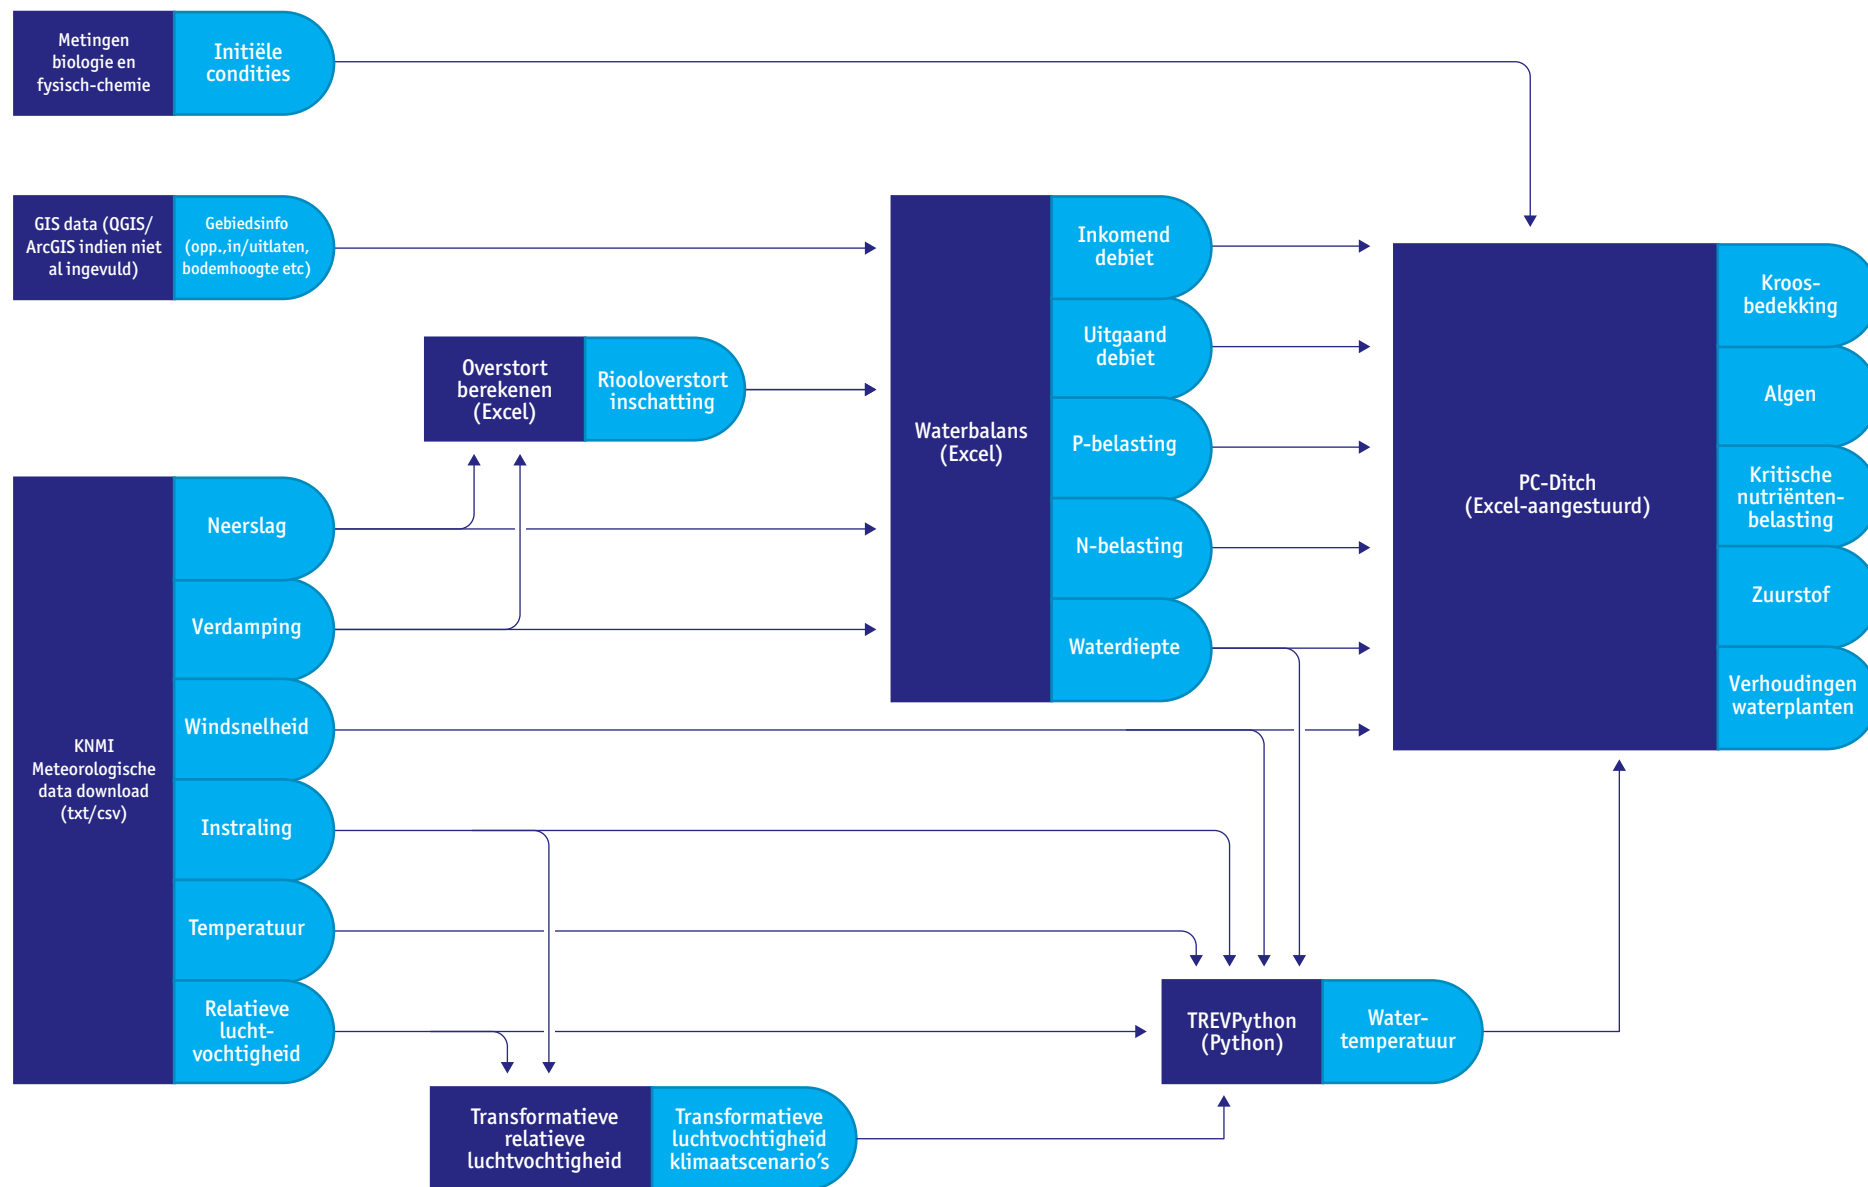 Metingen
biologie en
fysisch-chemie
Initiële
condities
GIS data (QGIS/
ArcGIS indien niet
al ingevuld)
Gebiedsinfo
(opp.,in/uitlaten,
bodemhoogte etc)
Overstort
berekenen
(Excel)
Riooloverstort
inschatting
KNMI
Meteorologische
data download
(txt/csv)
Neerslag
Verdamping
Windsnelheid
Instraling
Temperatuur
Relatieve
lucht-
vochtigheid
Transformatieve
relatieve
luchtvochtigheid
Transformatieve
luchtvochtigheid
klimaatscenario's
Waterbalans
(Excel)
Inkomend
debiet
Uitgaand
debiet
P-belasting
N-belasting
Waterdiepte
TREVPython
(Python)
Water-
temperatuur
PC-Ditch
(Excel-aangestuurd)
Kroos-
bedekking
Algen
Kritische
nutriënten-
belasting
Zuurstof
Verhoudingen
waterplanten